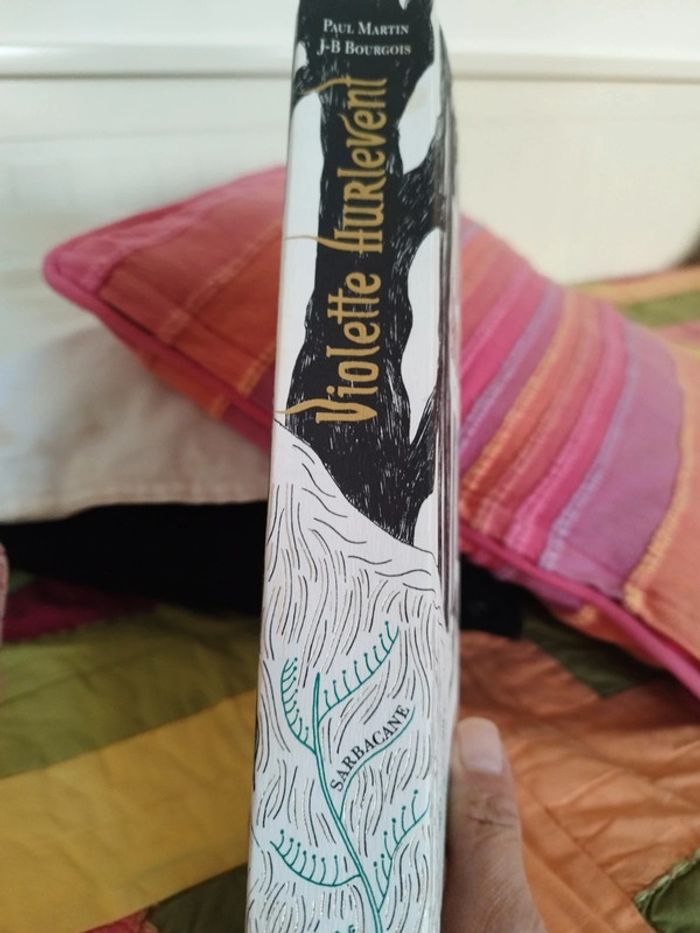 PAUL MARTIN
J-B BOURGOIS
Violette Hurlevent
SARBACANE